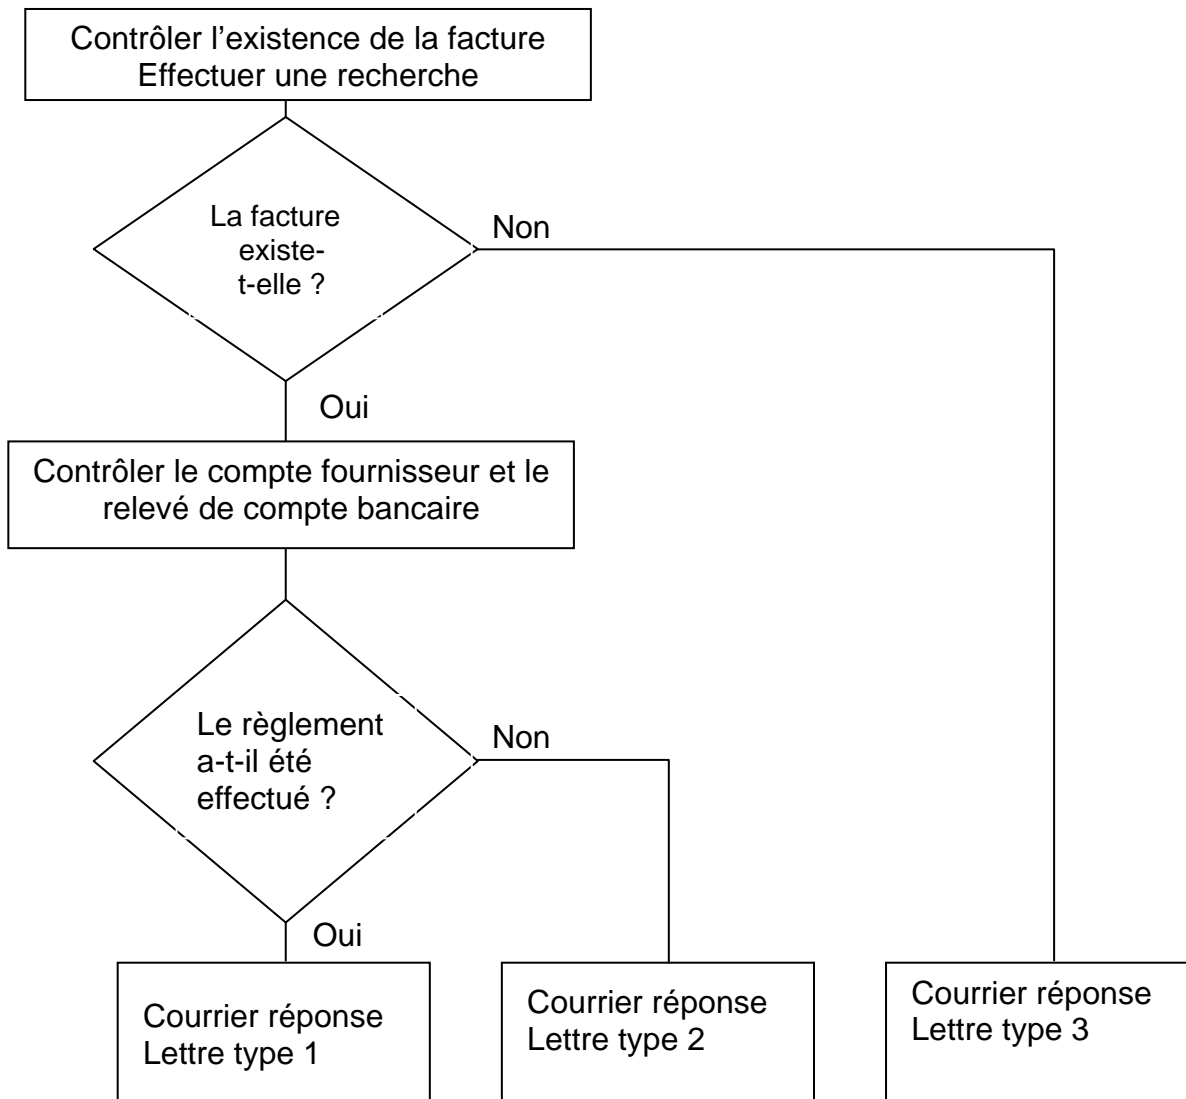 Contrôler l’existence de la facture
Effectuer une recherche
La facture
existe-
t-elle ?
Non
Oui
Contrôler le compte fournisseur et le
relevé de compte bancaire
Le règlement
a-t-il été
effectué ?
Non
Oui
Courrier réponse
Lettre type 1
Courrier réponse
Lettre type 2
Courrier réponse
Lettre type 3